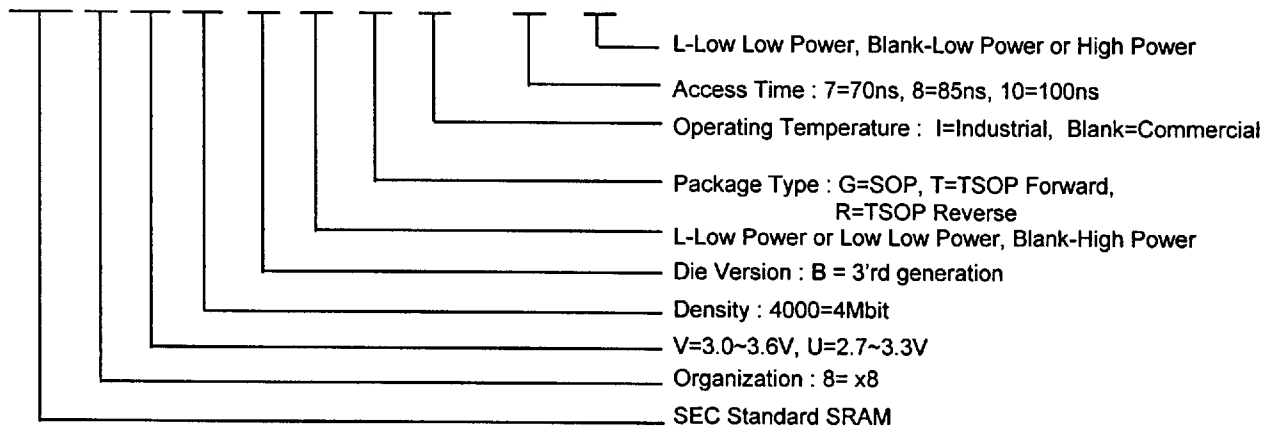 L-Low Low Power, Blank-Low Power or High Power
Access Time : 7=70ns, 8=85ns, 10=100ns
Operating Temperature : I=Industrial, Blank=Commercial
Package Type : G=SOP, T=TSOP Forward,
R=TSOP Reverse
L-Low Power or Low Low Power, Blank-High Power
Die Version : B = 3'rd generation
Density : 4000=4Mbit
V=3.0~3.6V, U=2.7~3.3V
Organization : 8= x8
SEC Standard SRAM